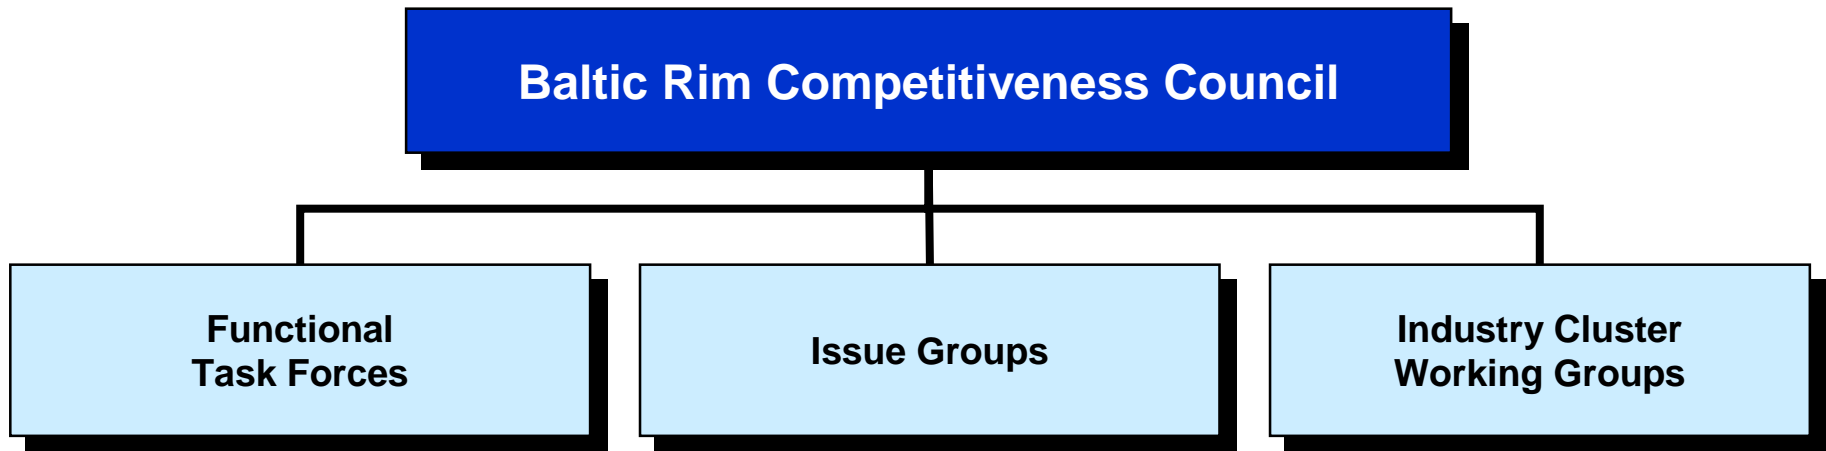 Baltic Rim Competitiveness Council
Functional
Task Forces
Issue Groups
Industry Cluster
Working Groups